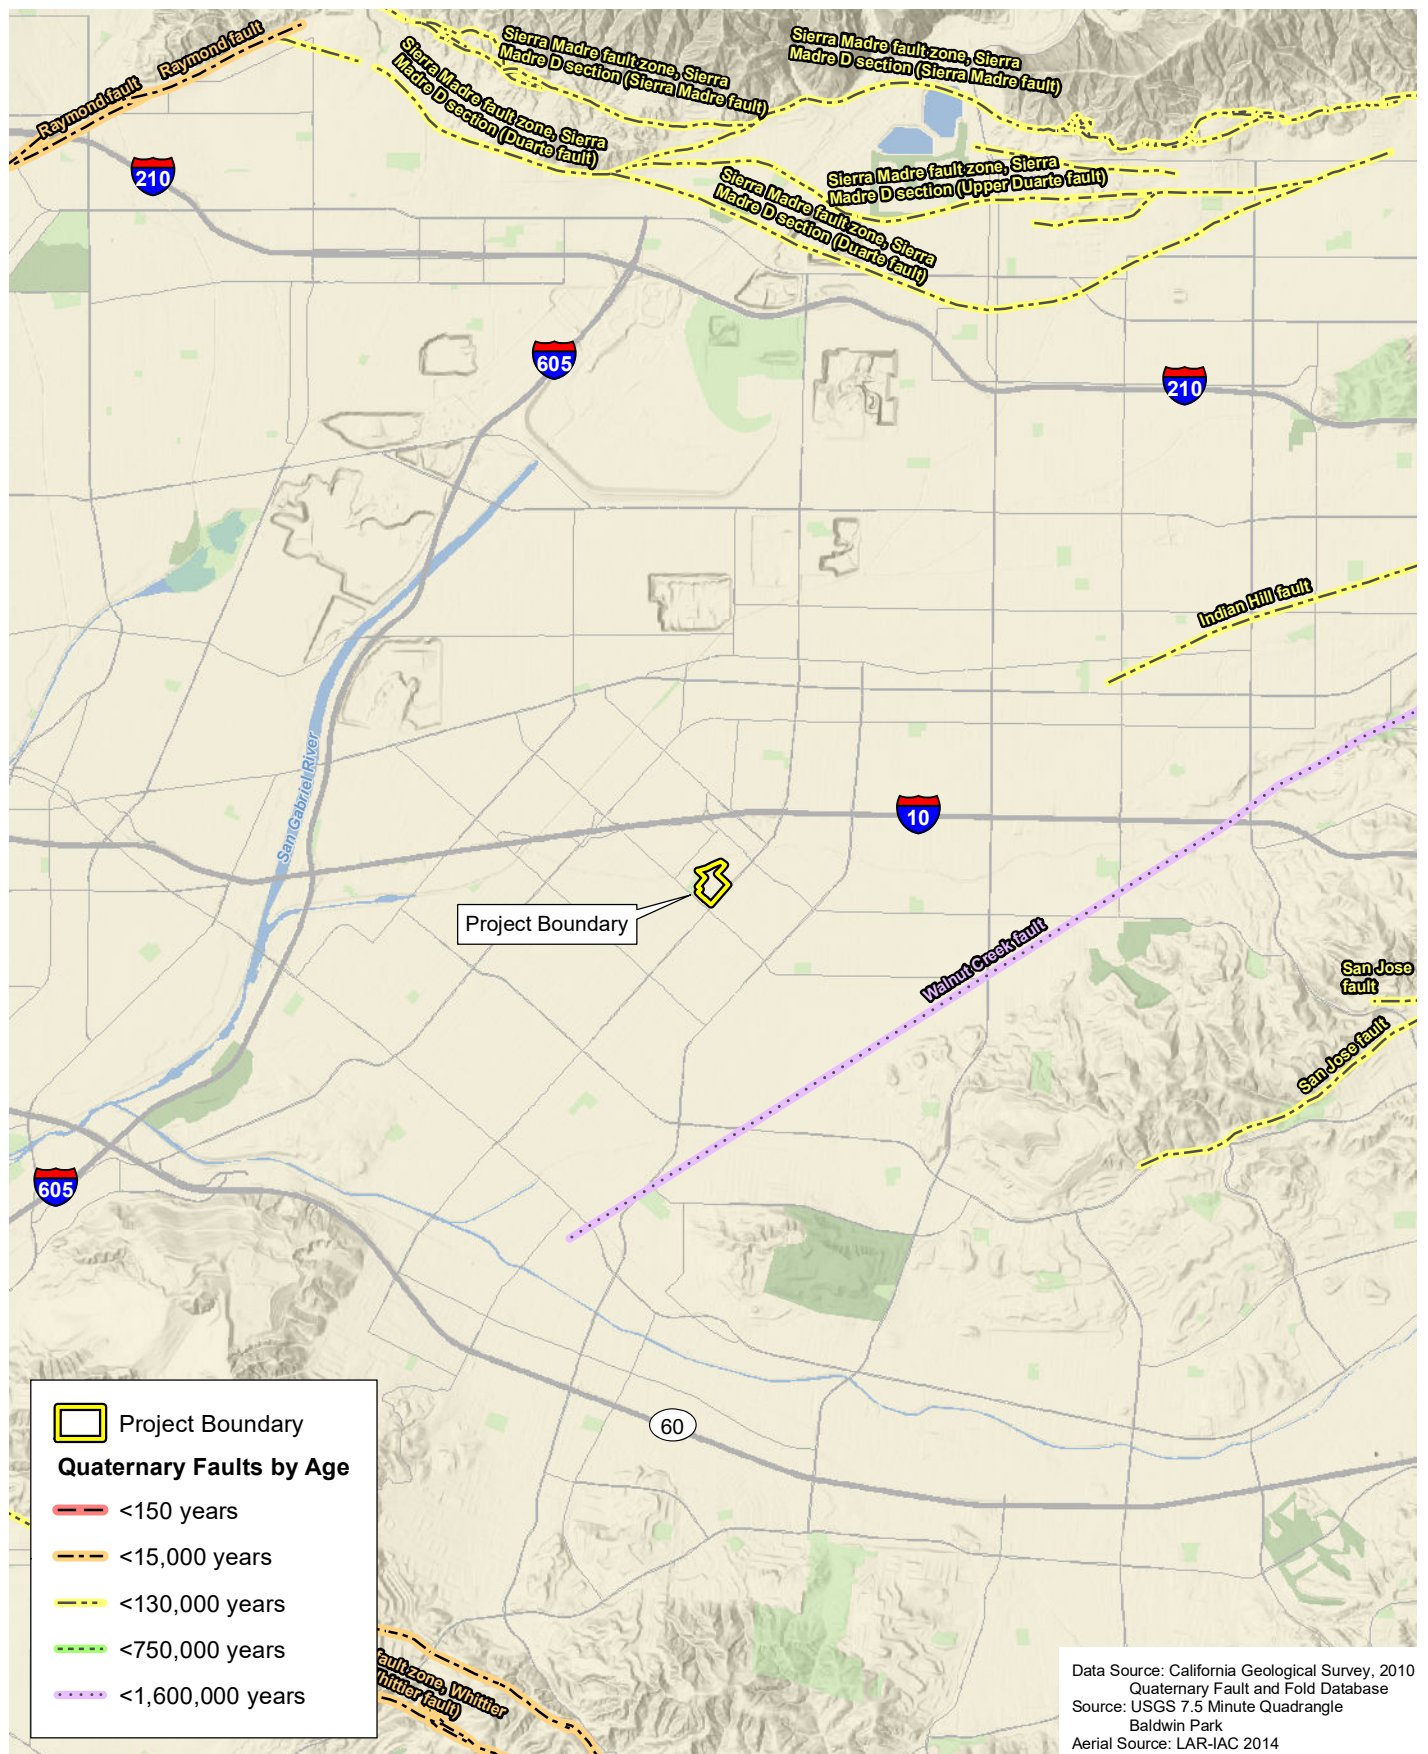 Raymond fault
Raymond fault
Sierra Madre fault zone, Sierra
Madre D section (Sierra Madre fault)
Sierra Madre fault zone, Sierra
Madre D section (Sierra Madre fault)
Sierra Madre fault zone, Sierra
Madre D section (Duarte fault)
Sierra Madre fault zone, Sierra
Madre D section (Upper Duarte fault)
Sierra Madre fault zone, Sierra
Madre D section (Duarte fault)
210
605
210
Indian Hill fault
San Gabriel River
10
Project Boundary
Walnut Creek fault
San Jose
fault
San Jose fault
605
60
Project Boundary
Quaternary Faults by Age
<150 years
<15,000 years
<130,000 years
<750,000 years
<1,600,000 years
fault zone, Whittier
hittier fault)
Data Source: California Geological Survey, 2010
Quaternary Fault and Fold Database
Source: USGS 7.5 Minute Quadrangle
Baldwin Park
Aerial Source: LAR-IAC 2014